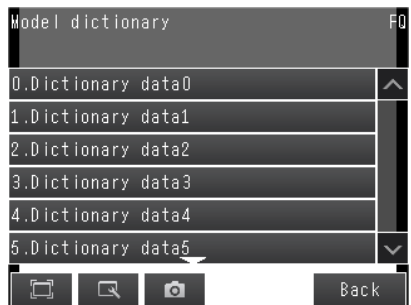 Model dictionary FQ
0.Dictionary data0
1.Dictionary data1
2.Dictionary data2
3.Dictionary data3
4.Dictionary data4
5.Dictionary data5
Back